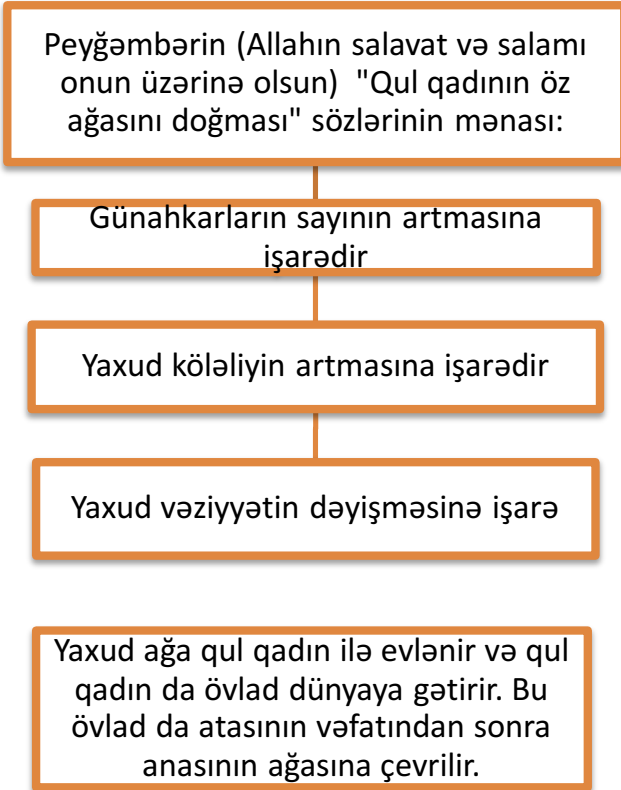 Peyğəmbərin (Allahın salavat və salamı
onun üzərinə olsun)  "Qul qadının öz
ağasını doğması" sözlərinin mənası:
Günahkarların sayının artmasına
işarədir
Yaxud köləliyin artmasına işarədir
Yaxud vəziyyətin dəyişməsinə işarə
Yaxud ağa qul qadın ilə evlənir və qul
qadın da övlad dünyaya gətirir. Bu
övlad da atasının vəfatından sonra
anasının ağasına çevrilir.